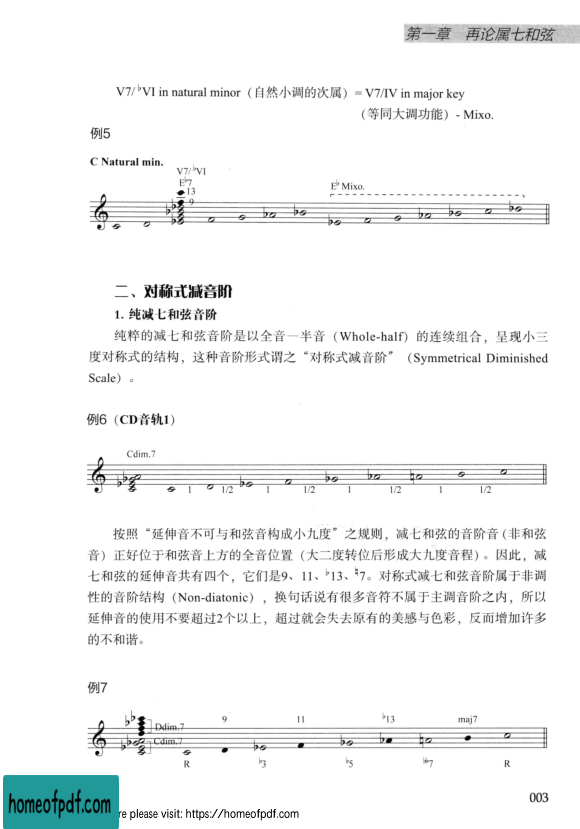 第一章 再论属七和弦
V7/♭VI in natural minor（自然小调的次属）= V7/IV in major key
（等同大调功能）- Mixo.
例5
C Natural min.
V7/♭VI
E♭7
13
9
E♭ Mixo.
二、对称式减音阶
1. 纯减七和弦音阶
纯粹的减七和弦音阶是以全音—半音（Whole-half）的连续组合，呈现小三
度对称式的结构，这种音阶形式谓之“对称式减音阶”（Symmetrical Diminished
Scale）。
例6（CD音轨1）
Cdim.7
1 1/2 1 1/2 1 1/2 1 1/2
按照“延伸音不可与和弦音构成小九度”之规则，减七和弦的音阶音(非和弦
音）正好位于和弦音上方的全音位置（大二度转位后形成大九度音程）。因此，减
七和弦的延伸音共有四个，它们是9、11、♭13、♮7。对称式减七和弦音阶属于非调
性的音阶结构（Non-diatonic），换句话说有很多音符不属于主调音阶之内，所以
延伸音的使用不要超过2个以上，超过就会失去原有的美感与色彩，反而增加许多
的不和谐。
例7
Ddim.7
Cdim.7
9 11 ♭13 maj7
R ♭3 ♭5 𝄫7 R
003
homeofpdf.com
re please visit: https://homeofpdf.com